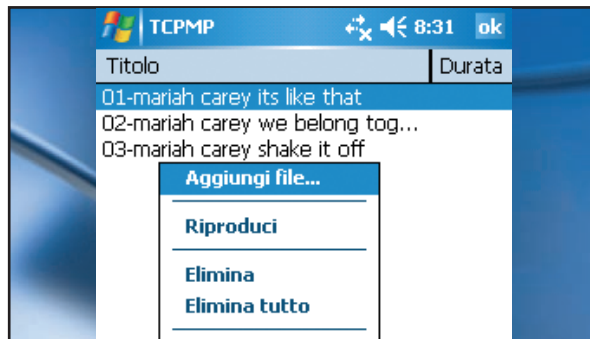 TCPMP 8:31 ok
Titolo Durata
01-mariah carey its like that
02-mariah carey we belong tog...
03-mariah carey shake it off
Aggiungi file...
Riproduci
Elimina
Elimina tutto